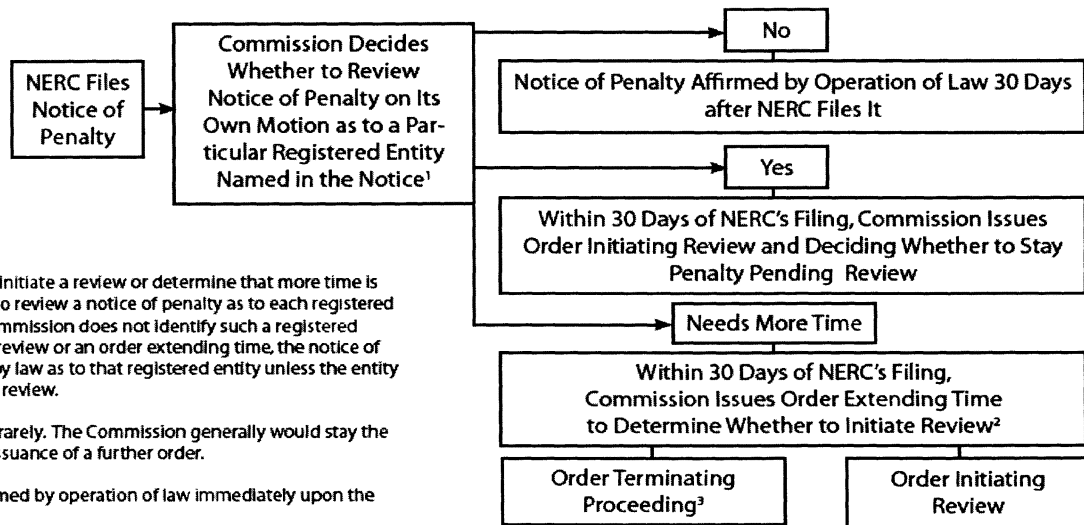 NERC Files
Notice of
Penalty
Commission Decides
Whether to Review
Notice of Penalty on Its
Own Motion as to a Par-
ticular Registered Entity
Named in the Notice¹
No
Notice of Penalty Affirmed by Operation of Law 30 Days
after NERC Files It
Yes
Within 30 Days of NERC's Filing, Commission Issues
Order Initiating Review and Deciding Whether to Stay
Penalty Pending Review
Needs More Time
Within 30 Days of NERC's Filing,
Commission Issues Order Extending Time
to Determine Whether to Initiate Review²
Order Terminating
Proceeding³
Order Initiating
Review
initiate a review or determine that more time is
o review a notice of penalty as to each registered
mmission does not identify such a registered
review or an order extending time, the notice of
by law as to that registered entity unless the entity
review.
rarely. The Commission generally would stay the
ssuance of a further order.
med by operation of law immediately upon the